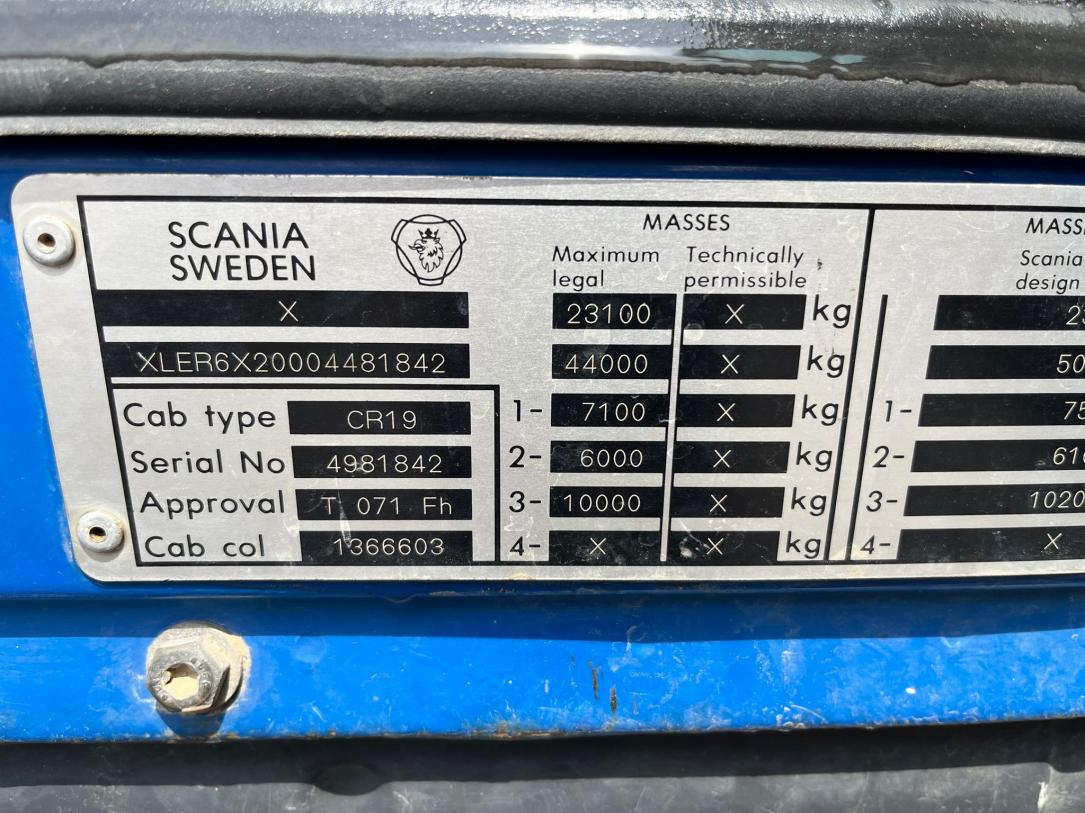 SCANIA
SWEDEN
X
XLER6X20004481842
Cab type CR19
Serial No 4981842
Approval T 071 Fh
Cab col 1366603
MASSES
Maximum legal Technically permissible
23100 X kg
44000 X kg
1- 7100 X kg
2- 6000 X kg
3- 10000 X kg
4- X X kg
Scania
design
1-
2-
3-
4- X